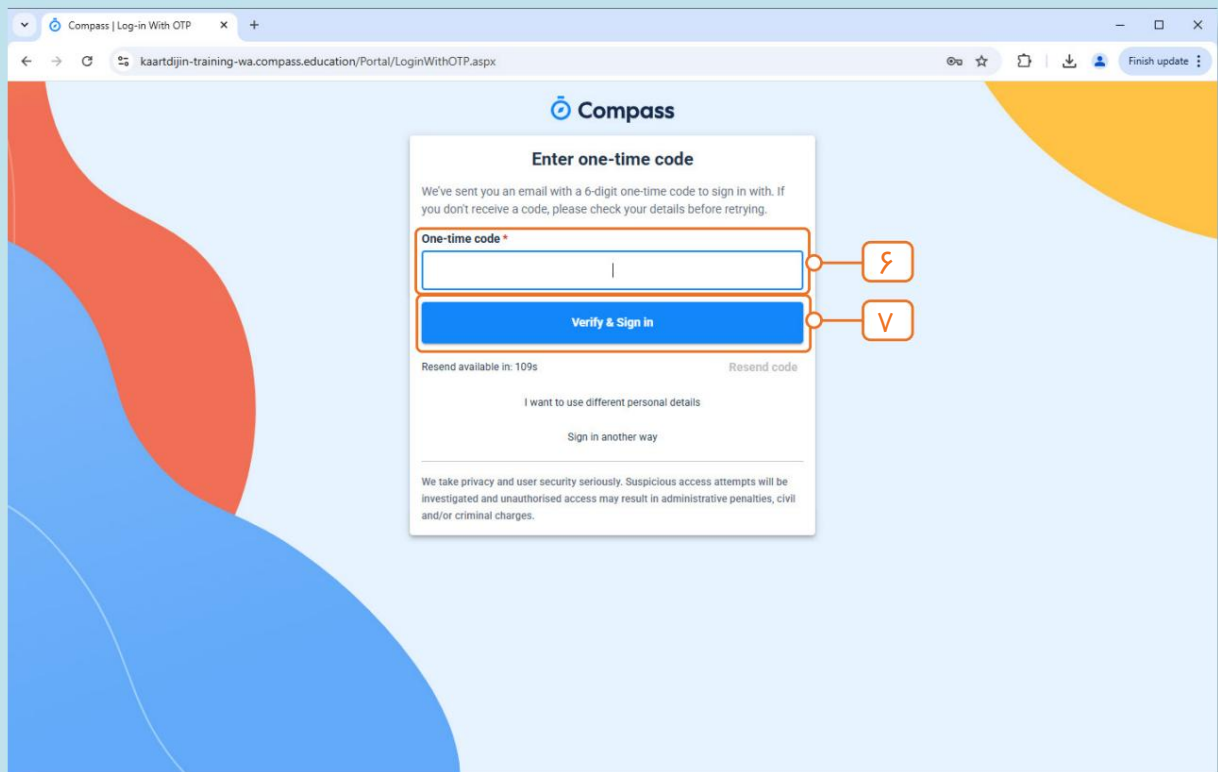 Compass | Log-in With OTP
kaartdijin-training-wa.compass.education/Portal/LoginWithOTP.aspx
Finish update
Compass
Enter one-time code
We've sent you an email with a 6-digit one-time code to sign in with. If
you don't receive a code, please check your details before retrying.
One-time code *
۶
Verify & Sign in
۷
Resend available in: 109s Resend code
I want to use different personal details
Sign in another way
We take privacy and user security seriously. Suspicious access attempts will be
investigated and unauthorised access may result in administrative penalties, civil
and/or criminal charges.